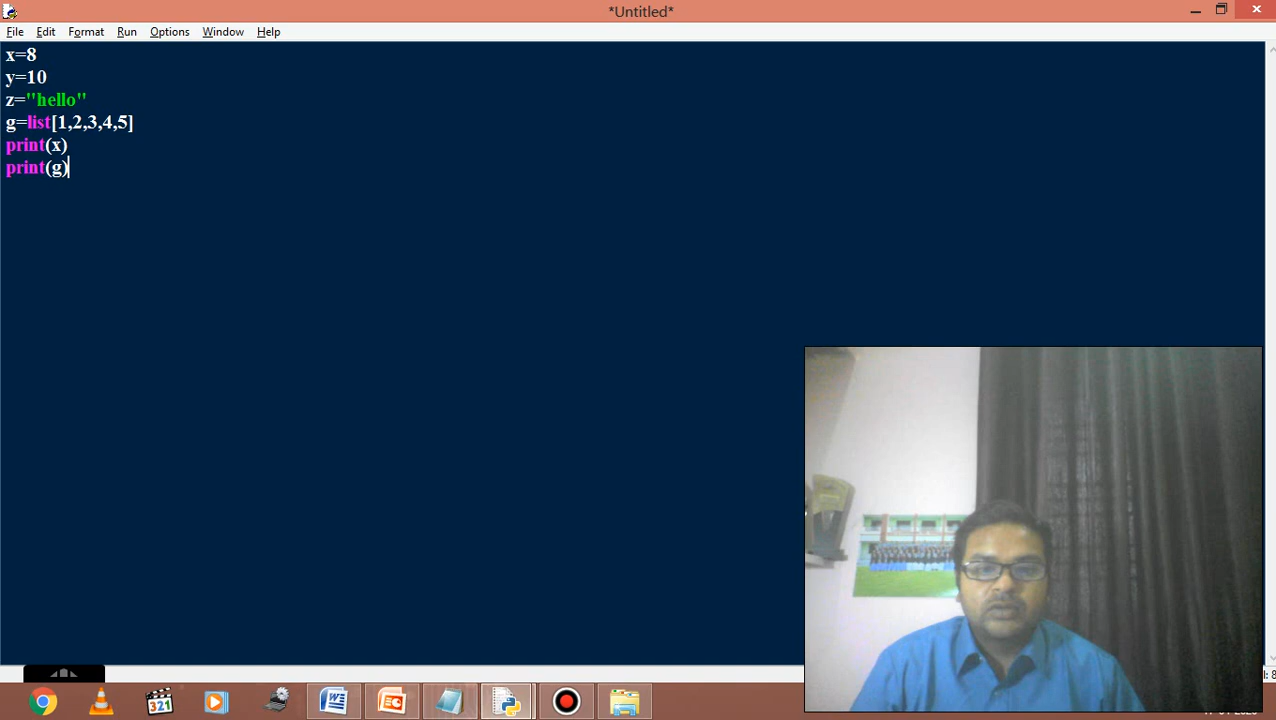 *Untitled*
File Edit Format Run Options Window Help
x=8
y=10
z="hello"
g=list[1,2,3,4,5]
print(x)
print(g)
321